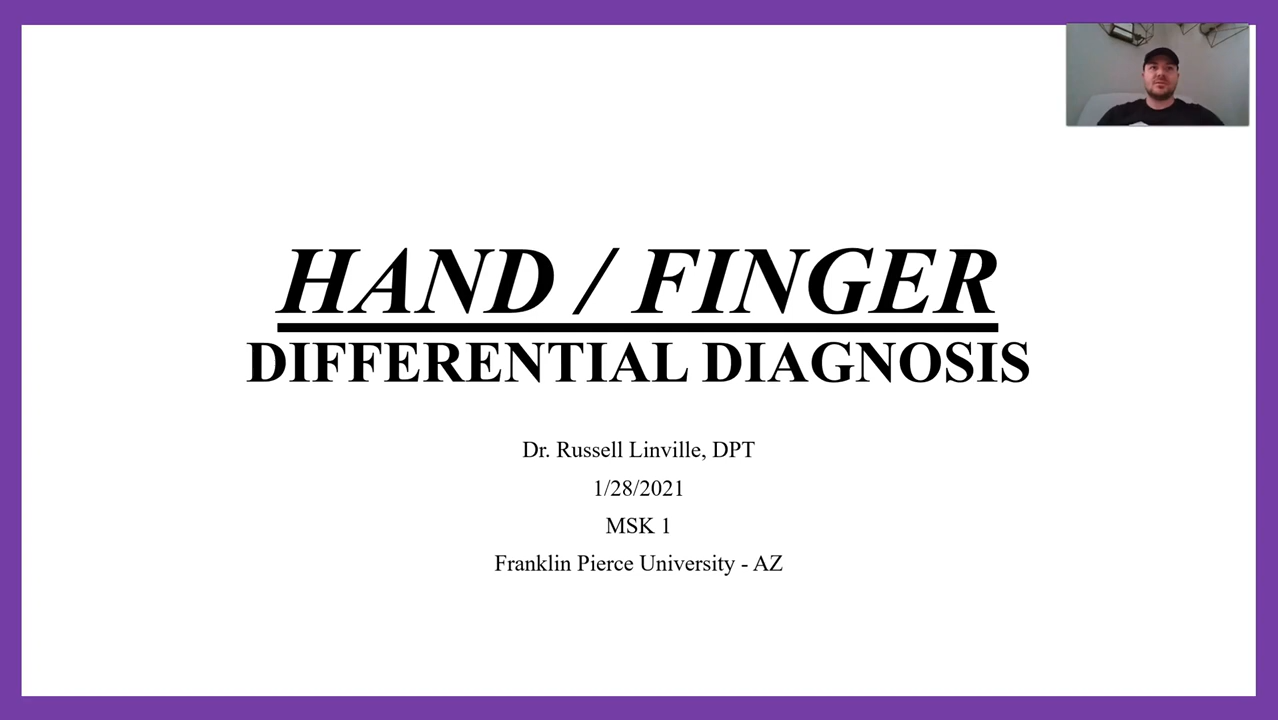 HAND / FINGER
DIFFERENTIAL DIAGNOSIS
Dr. Russell Linville, DPT
1/28/2021
MSK 1
Franklin Pierce University - AZ